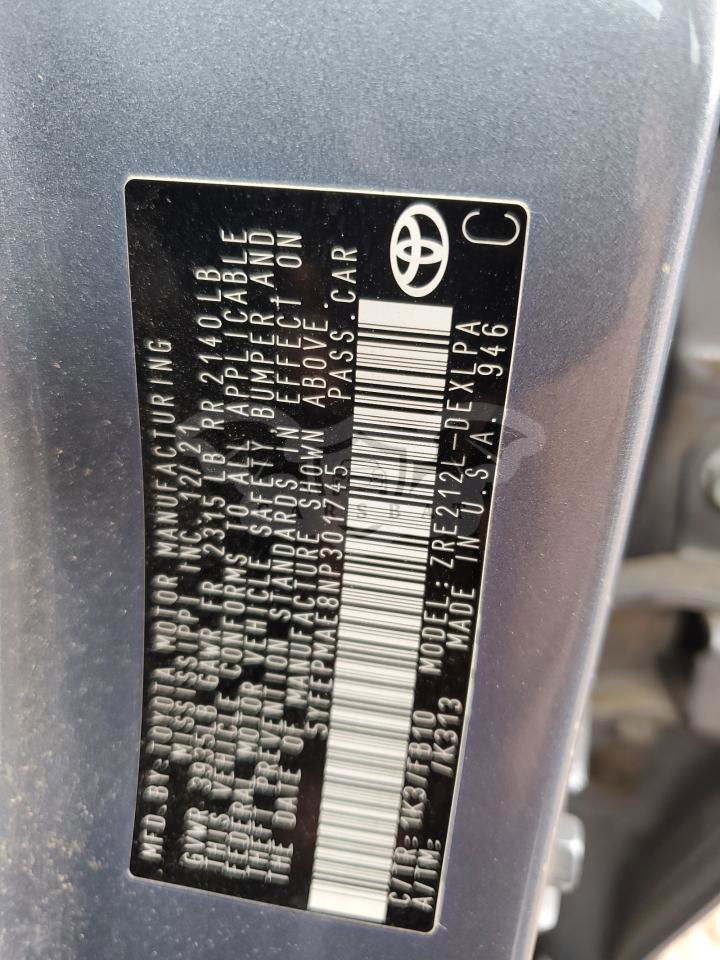 MFD.BY:TOYOTA MOTOR MANUFACTURING
MISSISSIPPI INC 12/21
GVWR 3935LB GAWR FR 2315 LB RR 2140LB
THIS VEHICLE CONFORMS TO ALL APPLICABLE
FEDERAL MOTOR VEHICLE SAFETY BUMPER, AND
THEFT PREVENTION STANDARDS IN EFFECT ON
THE DATE OF MANUFACTURE SHOWN ABOVE.
5YFEPMAE8NP301745 PASS.CAR
C/TR: 1K3/FB10 MODEL: ZRE212L-DEXLPA
A/TM: /K313 MADE IN U.S.A. 946
C